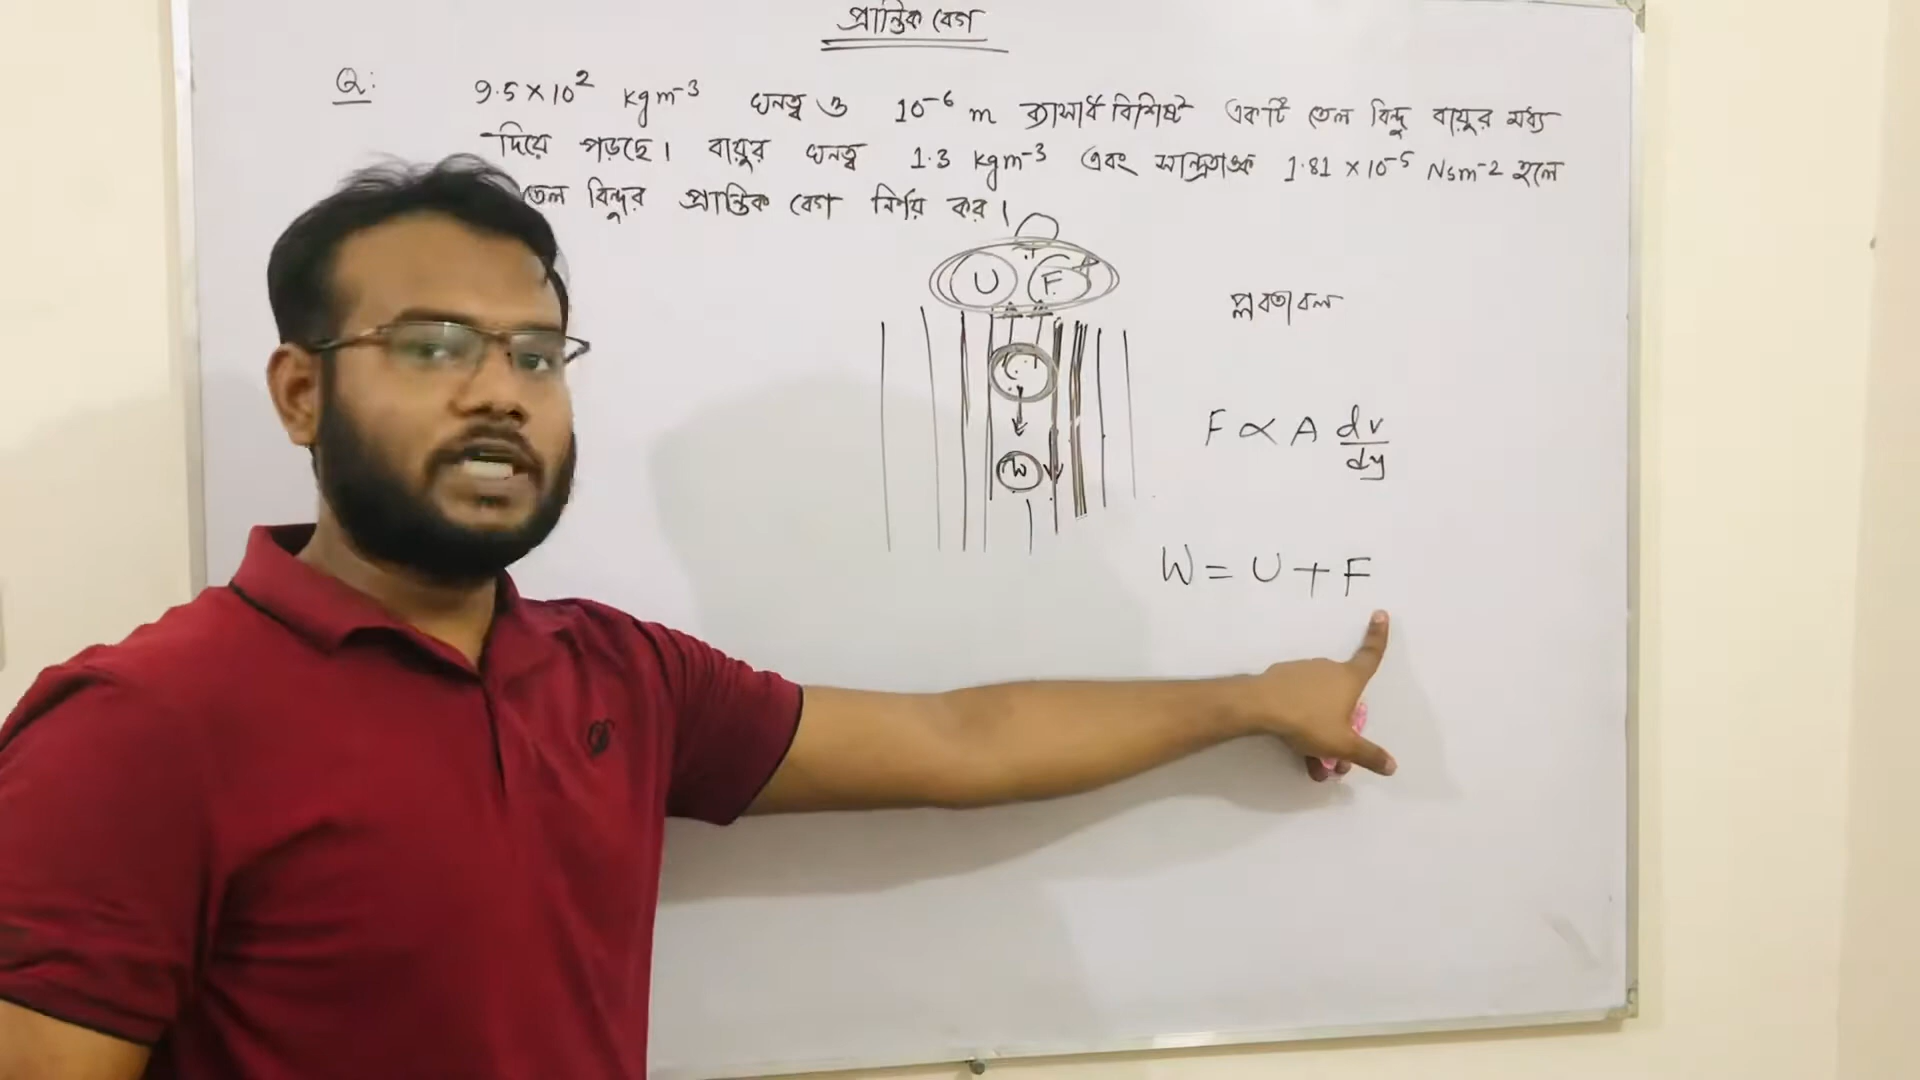 প্রান্তিক বেগ
Q: 9.5 × 10² kgm⁻³ ঘনত্ব ও 10⁻⁶ m ব্যাসার্ধ বিশিষ্ট একটি তেল বিন্দু বায়ুর মধ্য
দিয়ে পড়ছে। বায়ুর ঘনত্ব 1.3 kgm⁻³ এবং সান্দ্রতাঙ্ক 1.81 × 10⁻⁵ Nsm⁻² হলে
তেল বিন্দুর প্রান্তিক বেগ নির্ণয় কর।
U F
প্লবতাবল
W
F ∝ A dv/dy
W = U + F